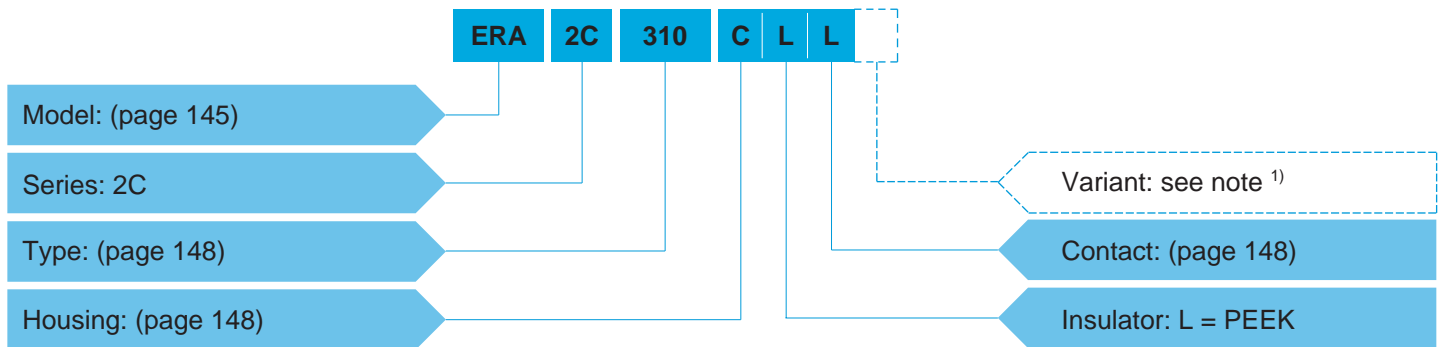 ERA 2C 310 C L L
Model: (page 145)
Series: 2C
Type: (page 148)
Housing: (page 148)
Variant: see note 1)
Contact: (page 148)
Insulator: L = PEEK